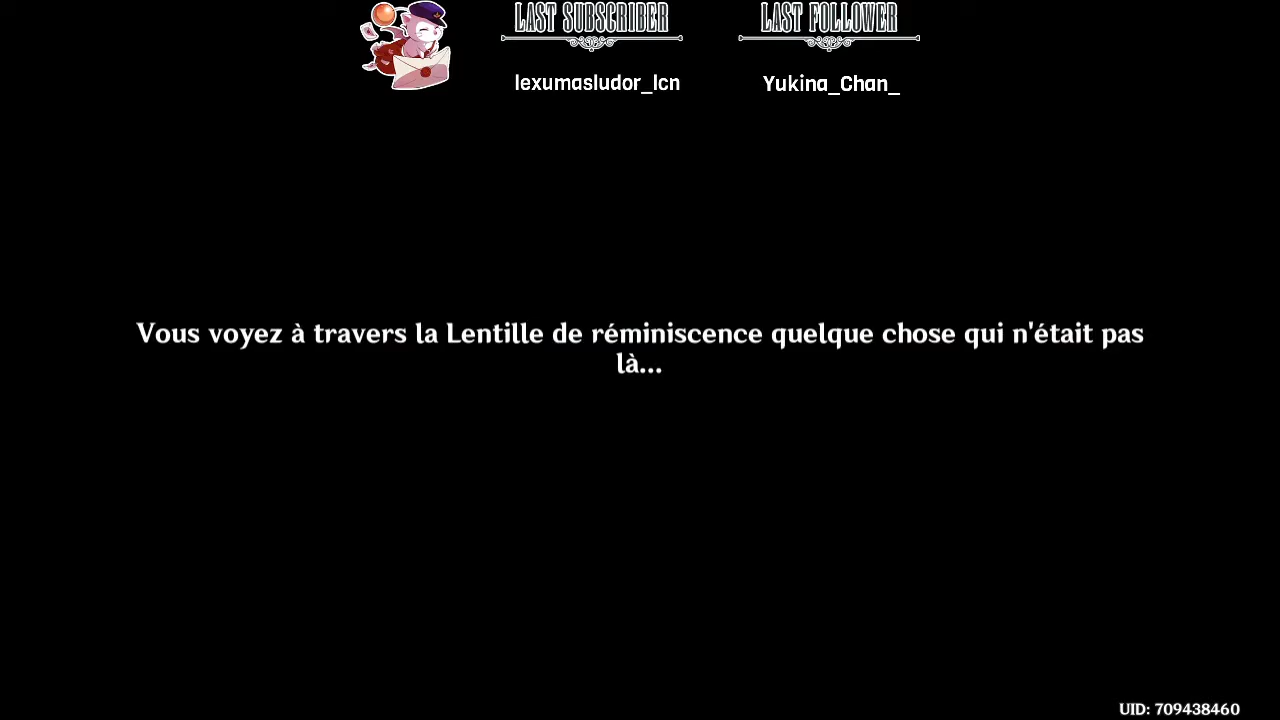 LAST SUBSCRIBER
LAST FOLLOWER
lexumasludor_lcn
Yukina_Chan_
Vous voyez à travers la Lentille de réminiscence quelque chose qui n'était pas
là...
UID: 709438460